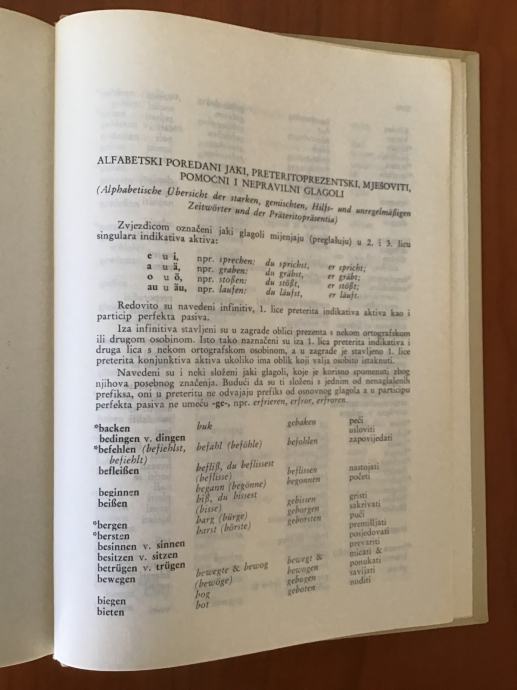 ALFABETSKI POREDANI JAKI, PRETERITOPREZENTSKI, MJEŠOVITI,
POMOĆNI I NEPRAVILNI GLAGOLI
(Alphabetische Übersicht der starken, gemischten, Hilfs- und unregelmäßigen
Zeitwörter und der Präteritopräsentia)
Zvjezdicom označeni jaki glagoli mijenjaju (preglašuju) u 2. i 3. licu
singulara indikativa aktiva:
e u i, npr. sprechen: du sprichst, er spricht;
a u ä, npr. graben: du gräbst, er gräbt;
o u ö, npr. stoßen: du stößt, er stößt;
au u äu, npr. laufen: du läufst, er läuft.
Redovito su navedeni infinitiv, 1. lice preterita indikativa aktiva kao i
particip perfekta pasiva.
Iza infinitiva stavljeni su u zagrade oblici prezenta s nekom ortografskom
ili drugom osobinom. Isto tako naznačeni su iza 1. lica preterita indikativa i
druga lica s nekom ortografskom osobinom, a u zagrade je stavljeno 1. lice
preterita konjunktiva aktiva ukoliko ima oblik koji valja osobito istaknuti.
Navedeni su i neki složeni jaki glagoli, koje je korisno spomenuti zbog
njihova posebnog značenja. Budući da su ti složeni s jednim od nenaglašenih
prefiksa, oni u preteritu ne odvajaju prefiks od osnovnog glagola a u participu
perfekta pasiva ne umeću -ge-, npr. erfrieren, erfror, erfroren.
*backen buk gebaken peći
bedingen v. dingen usloviti
*befehlen (befiehlst, befahl (beföhle) befohlen zapovijedati
befiehlt)
befleißen befliß, du beflissest beflissen nastojati
(beflisse)
beginnen begann (begönne) begonnen početi
beißen biß, du bissest gebissen gristi
(bisse)
*bergen barg (bürge) geborgen sakrivati
*bersten barst (börste) geborsten pući
besinnen v. sinnen premišljati
besitzen v. sitzen posjedovati
betrügen v. trügen prevariti
bewegen bewegte & bewog bewegt & micati &
(bewöge) bewogen ponukati
biegen bog gebogen savijati
bieten bot geboten nuditi